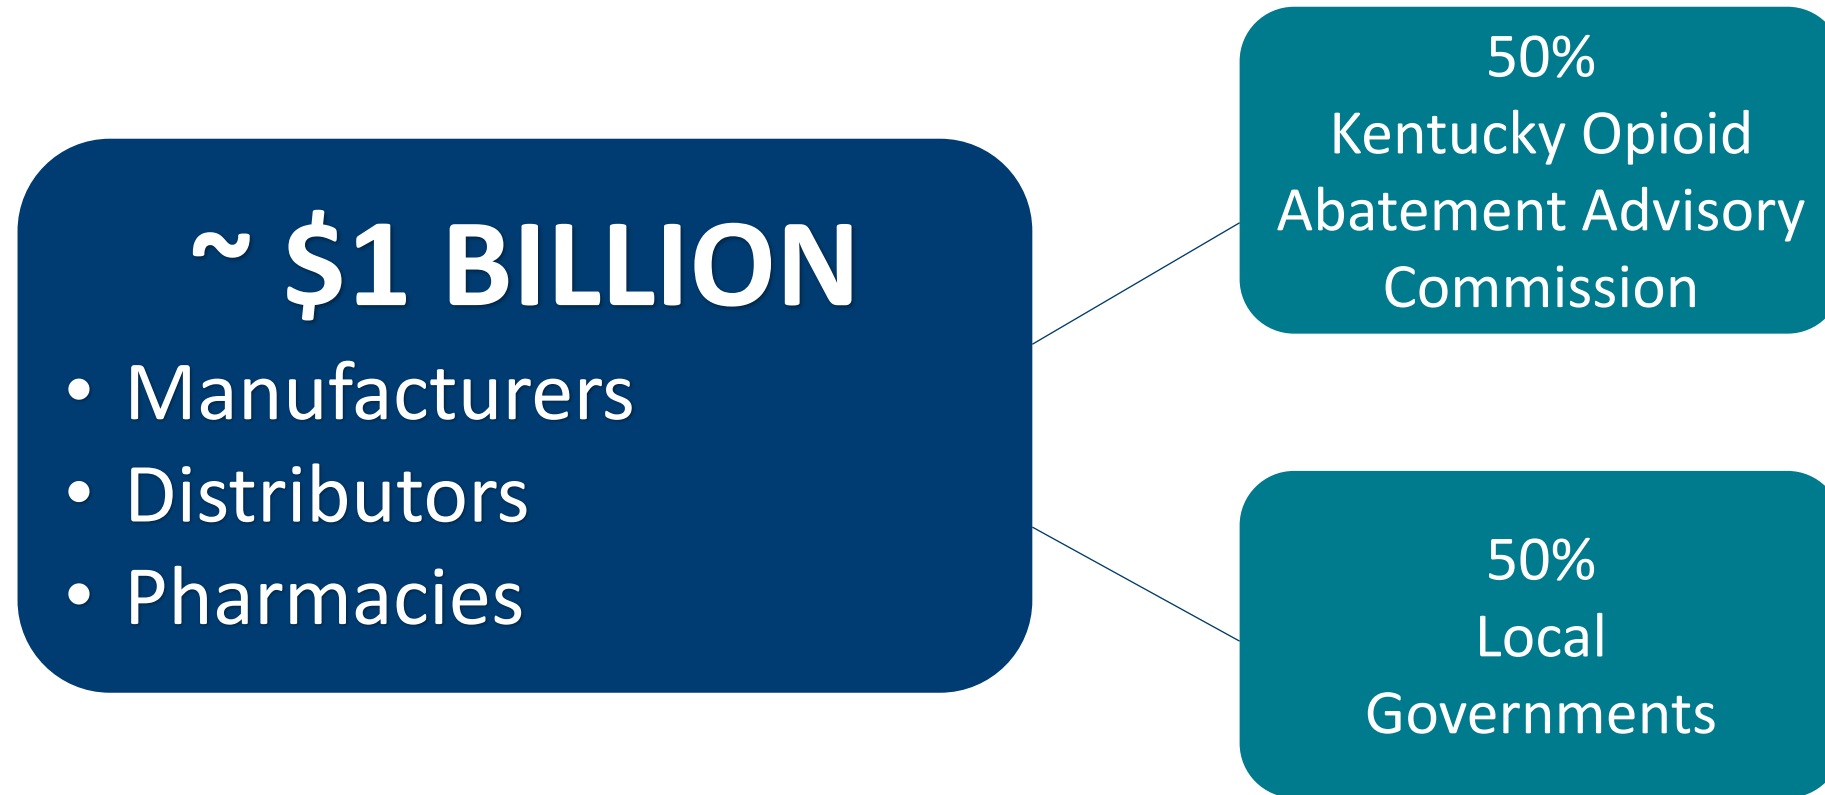 ~ $1 BILLION
• Manufacturers
• Distributors
• Pharmacies
50%
Kentucky Opioid
Abatement Advisory
Commission
50%
Local
Governments